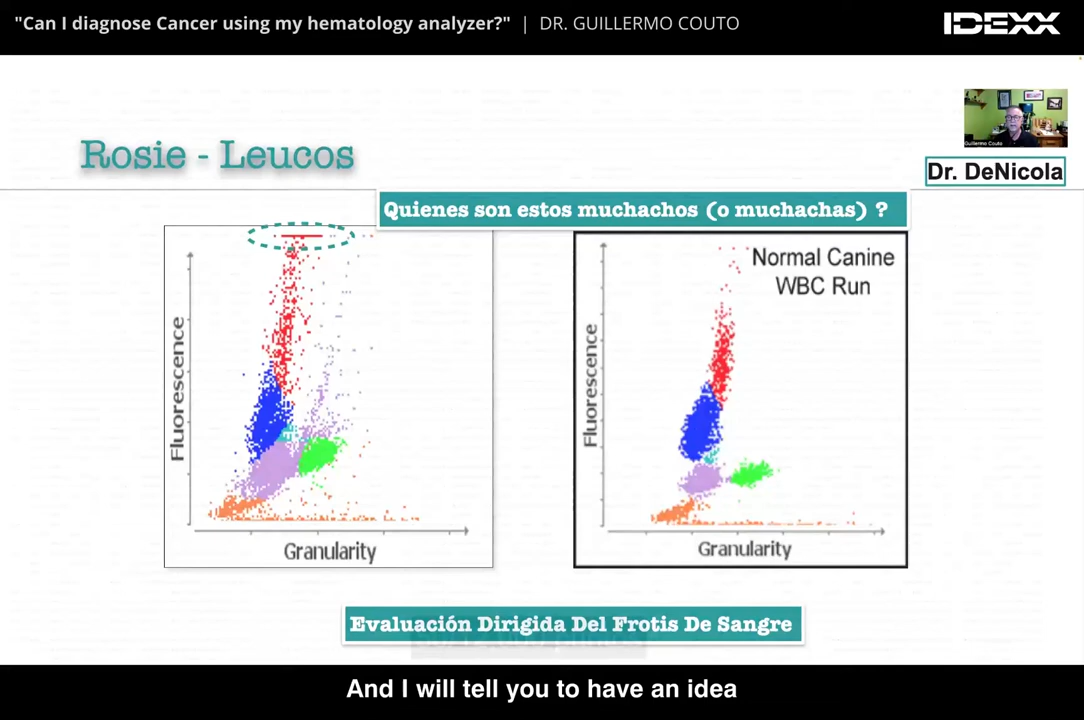 "Can I diagnose Cancer using my hematology analyzer?" | DR. GUILLERMO COUTO
IDEXX
Guillermo Couto
Rosie - Leucos
Dr. DeNicola
Quienes son estos muchachos (o muchachas) ?
Fluorescence
Granularity
Normal Canine
WBC Run
Fluorescence
Granularity
Evaluación Dirigida Del Frotis De Sangre
And I will tell you to have an idea